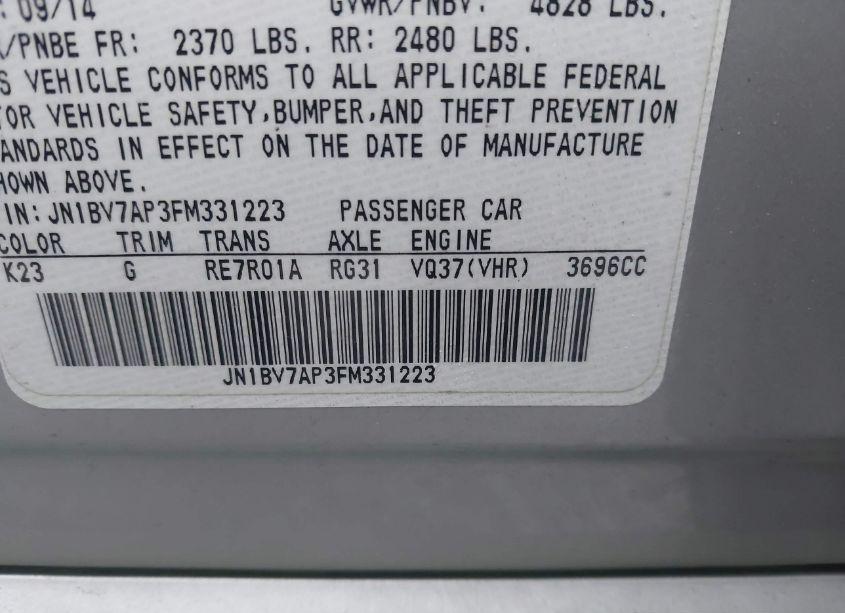 : 09/14 GVWR/PNBV: 4828 LBS.
/PNBE FR: 2370 LBS. RR: 2480 LBS.
S VEHICLE CONFORMS TO ALL APPLICABLE FEDERAL
TOR VEHICLE SAFETY,BUMPER,AND THEFT PREVENTION
ANDARDS IN EFFECT ON THE DATE OF MANUFACTURE
HOWN ABOVE.
IN: JN1BV7AP3FM331223 PASSENGER CAR
COLOR TRIM TRANS AXLE ENGINE
K23 G RE7R01A RG31 VQ37(VHR) 3696CC
JN1BV7AP3FM331223